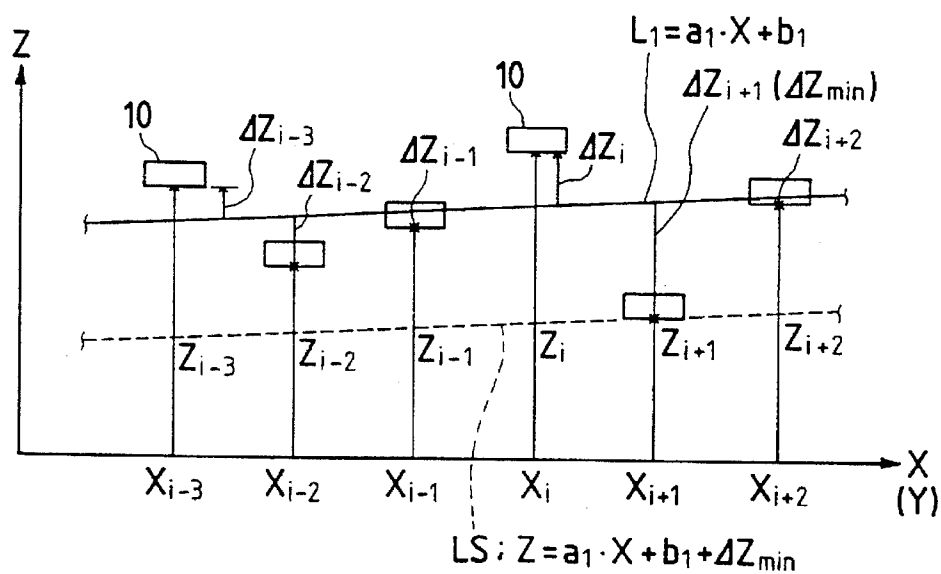 Z
L₁=a₁·X+b₁
10
10
ΔZᵢ₊₁(ΔZₘᵢₙ)
ΔZᵢ₋₃
ΔZᵢ₋₂
ΔZᵢ₋₁
ΔZᵢ
ΔZᵢ₊₂
Zᵢ₋₃
Zᵢ₋₂
Zᵢ₋₁
Zᵢ
Zᵢ₊₁
Zᵢ₊₂
Xᵢ₋₃
Xᵢ₋₂
Xᵢ₋₁
Xᵢ
Xᵢ₊₁
Xᵢ₊₂
X
(Y)
LS; Z=a₁·X+b₁+ΔZₘᵢₙ